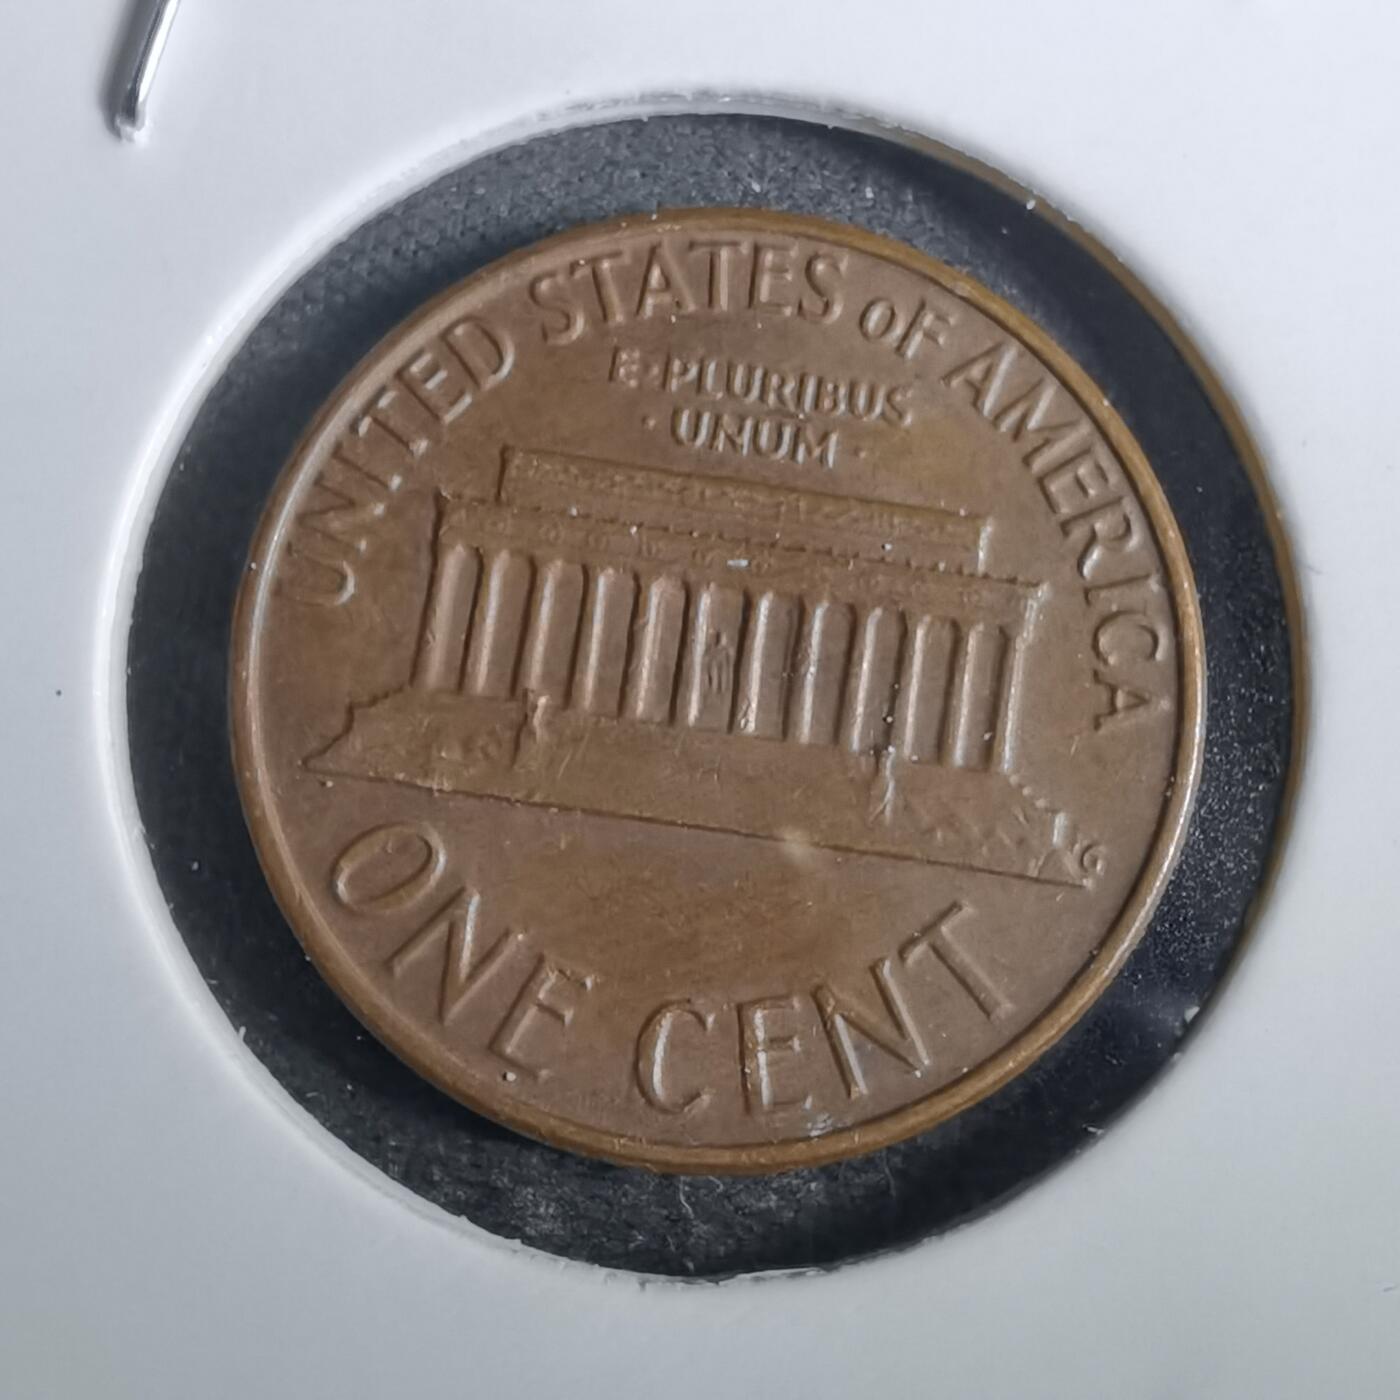 UNITED STATES oF AMERICA
E·PLURIBUS
·UNUM·
ONE CENT